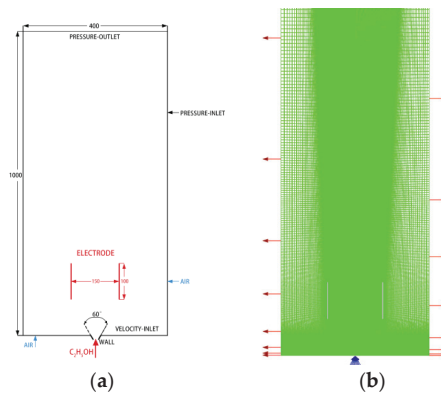 400
PRESSURE-OUTLET
PRESSURE-INLET
1000
ELECTRODE
150
100
AIR
60°
VELOCITY-INLET
WALL
AIR
C₂H₅OH
(a)
(b)